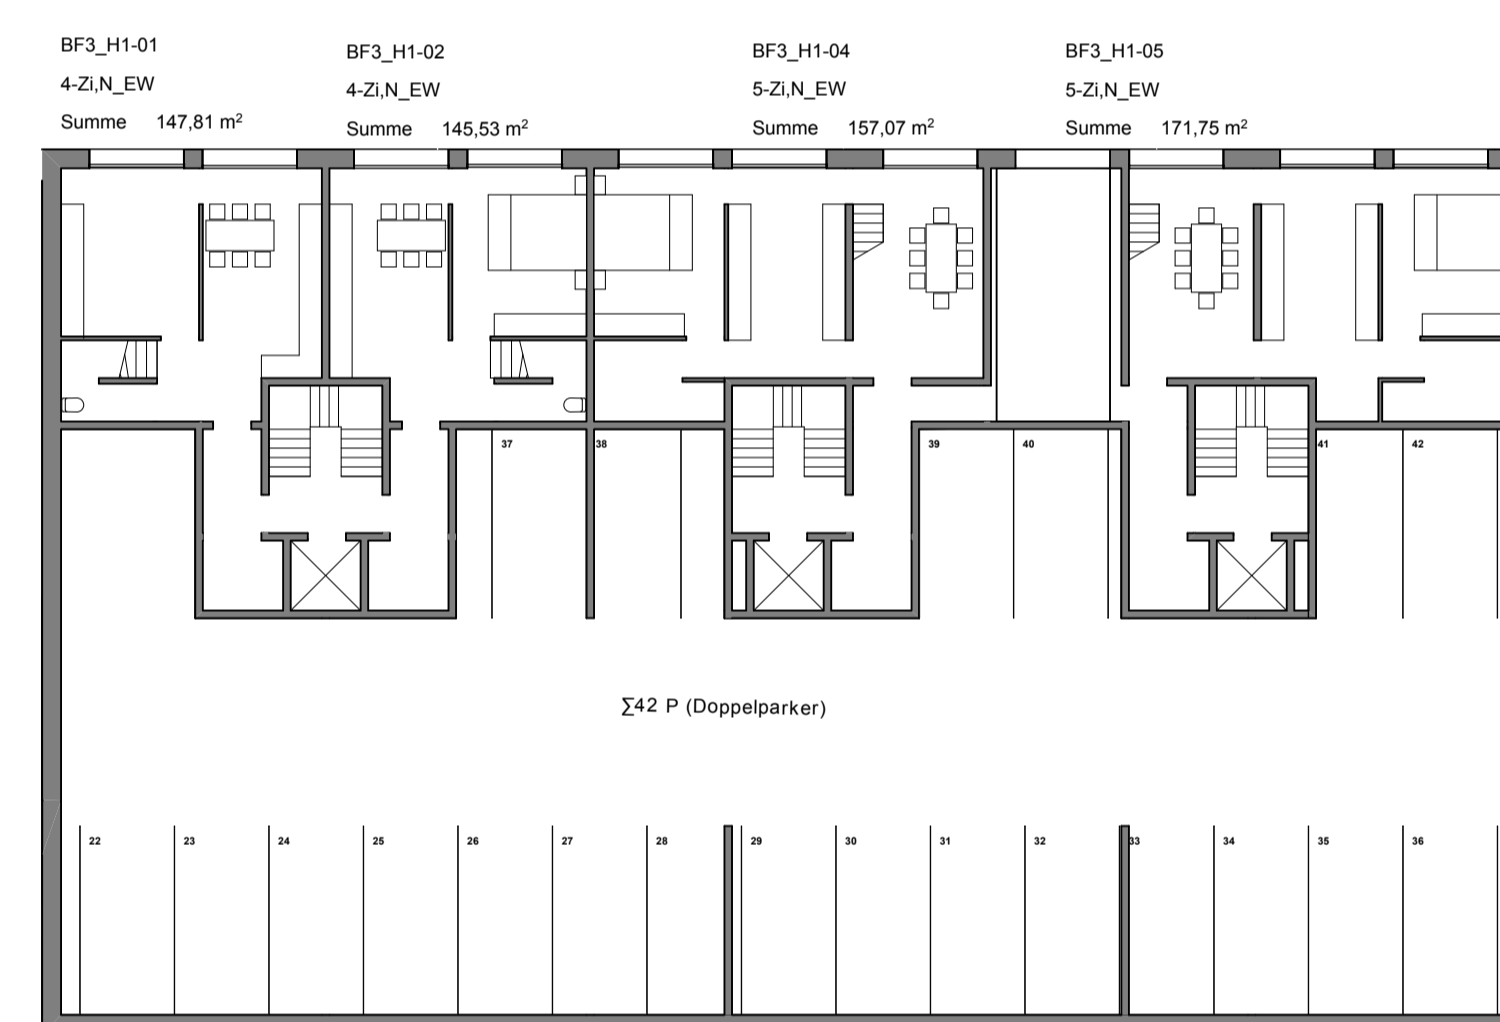 BF3_H1-01
4-Zi,N_EW
Summe 147,81 m²
BF3_H1-02
4-Zi,N_EW
Summe 145,53 m²
BF3_H1-04
5-Zi,N_EW
Summe 157,07 m²
BF3_H1-05
5-Zi,N_EW
Summe 171,75 m²
37 38 39 40 41 42
∑42 P (Doppelparker)
22 23 24 25 26 27 28 29 30 31 32 33 34 35 36